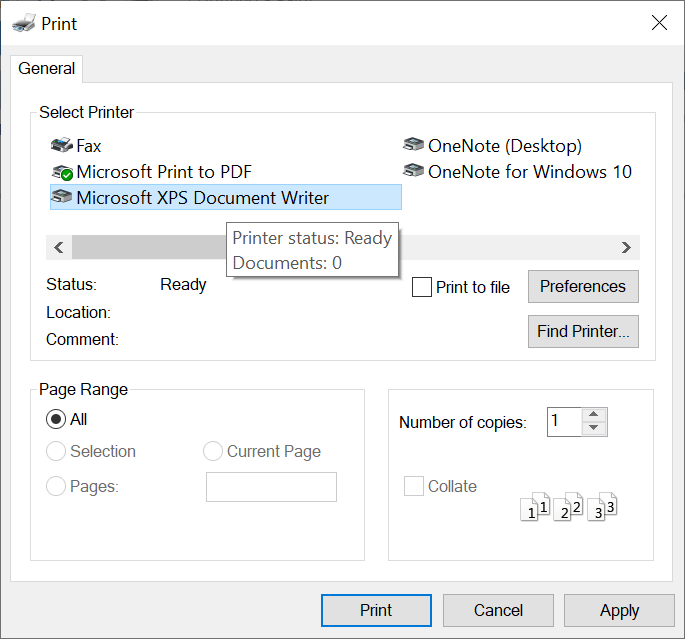 Print
General
Select Printer
Fax
OneNote (Desktop)
Microsoft Print to PDF
OneNote for Windows 10
Microsoft XPS Document Writer
Printer status: Ready
Documents: 0
Status: Ready
Print to file
Preferences
Location:
Find Printer...
Comment:
Page Range
All
Selection
Current Page
Pages:
Number of copies: 1
Collate
1 1 2 2 3 3
Print
Cancel
Apply